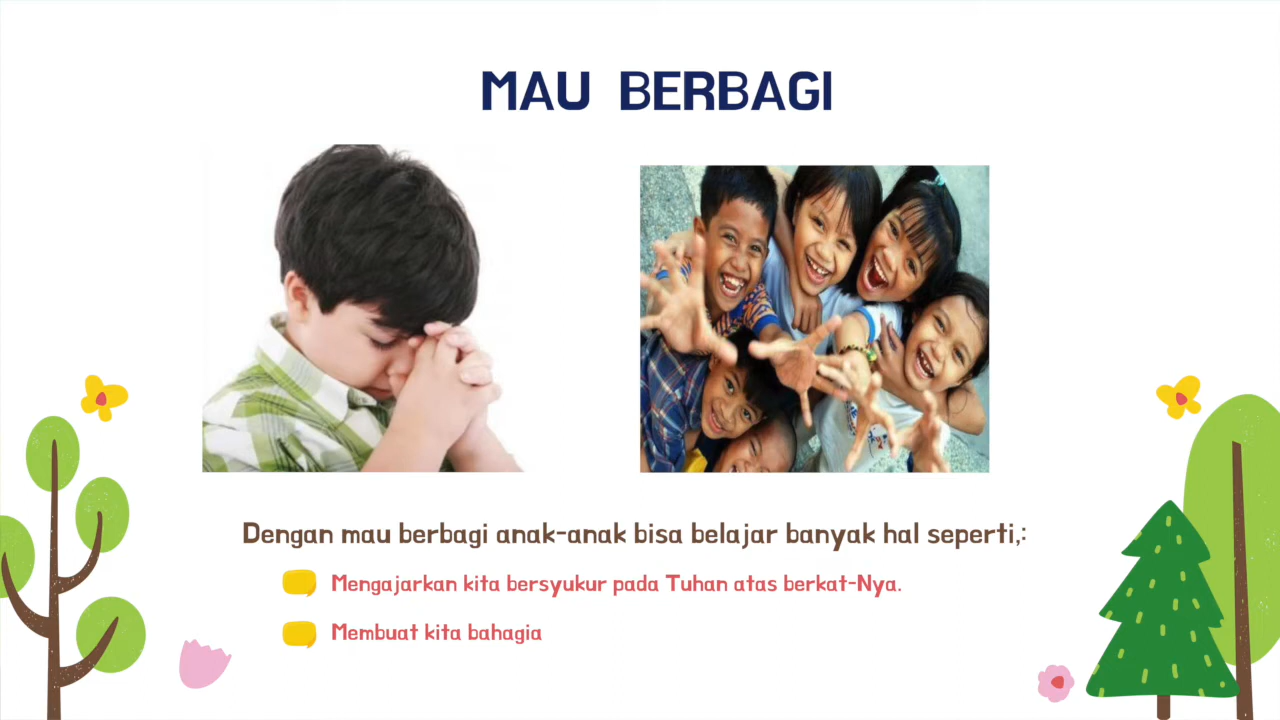 MAU BERBAGI
Dengan mau berbagi anak-anak bisa belajar banyak hal seperti,:
Mengajarkan kita bersyukur pada Tuhan atas berkat-Nya.
Membuat kita bahagia